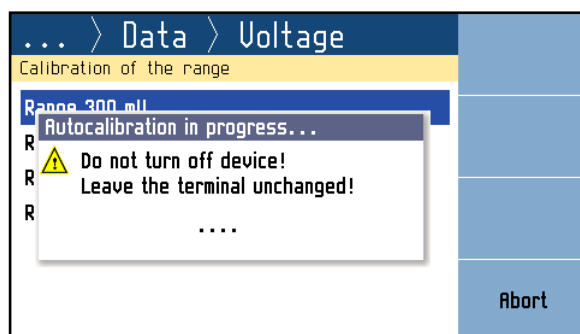 ... > Data > Voltage
Calibration of the range
Range 300 mV
Autocalibration in progress...
R
Do not turn off device!
R
Leave the terminal unchanged!
R
....
Abort